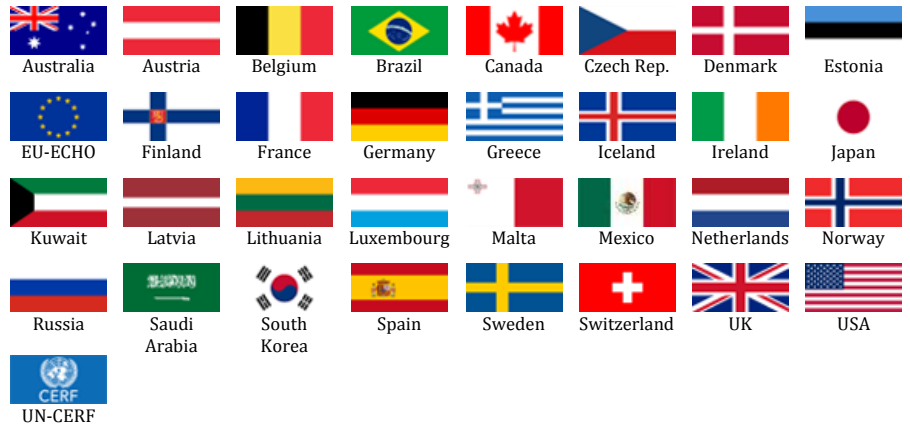 Australia Austria Belgium Brazil Canada Czech Rep. Denmark Estonia
EU-ECHO Finland France Germany Greece Iceland Ireland Japan
Kuwait Latvia Lithuania Luxembourg Malta Mexico Netherlands Norway
Russia Saudi South Spain Sweden Switzerland UK USA
Arabia Korea
CERF
UN-CERF